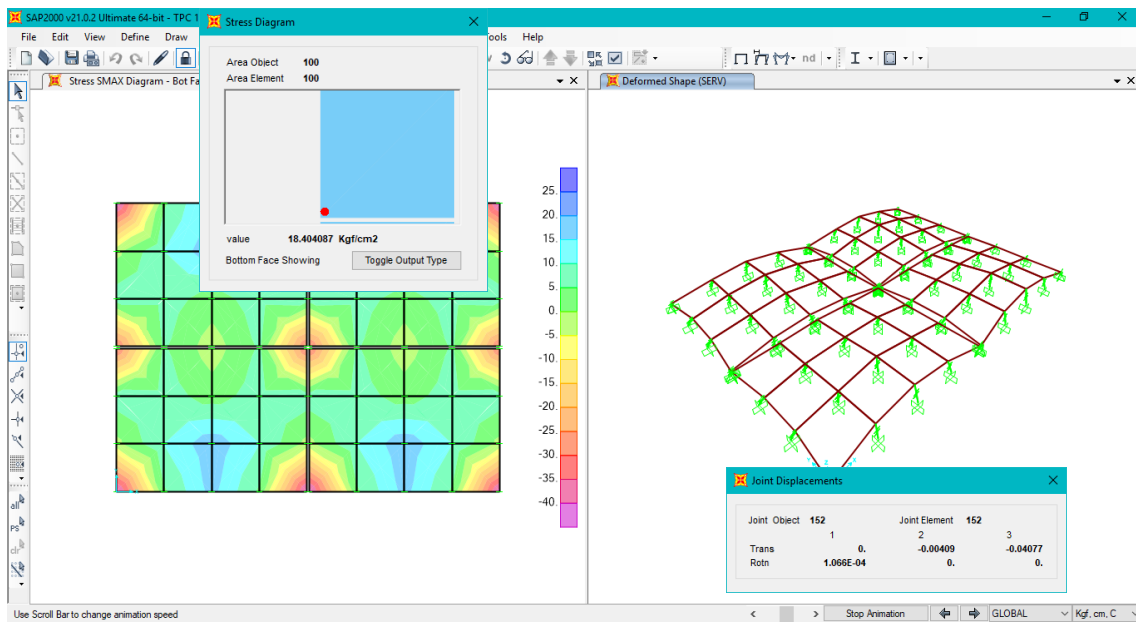 SAP2000 v21.0.2 Ultimate 64-bit - TPC 1
File Edit View Define Draw ools Help
nd
Stress SMAX Diagram - Bot Fa
Stress Diagram
Area Object 100
Area Element 100
value 18.404087 Kgf/cm2
Bottom Face Showing Toggle Output Type
25.
20.
15.
10.
5.
0.
-5.
-10.
-15.
-20.
-25.
-30.
-35.
-40.
Deformed Shape (SERV)
Joint Displacements
Joint Object 152 Joint Element 152
1 2 3
Trans 0. -0.00409 -0.04077
Rotn 1.066E-04 0. 0.
all
PS
clr
Use Scroll Bar to change animation speed Stop Animation GLOBAL Kgf, cm, C